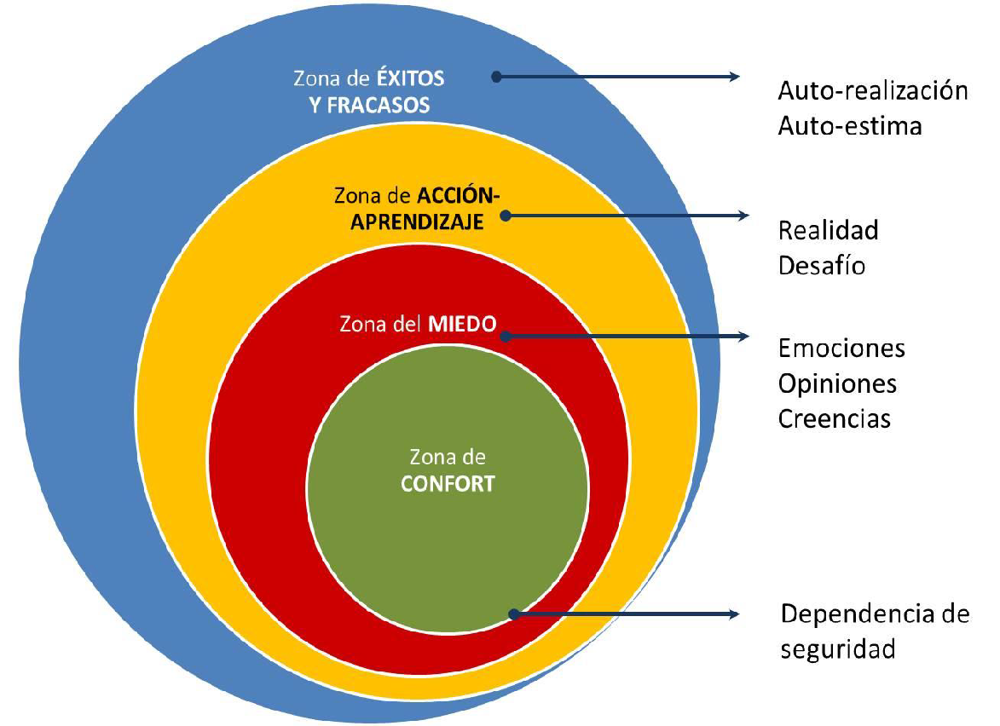 Zona de ÉXITOS
Y FRACASOS
Auto-realización
Auto-estima
Zona de ACCIÓN-
APRENDIZAJE
Realidad
Desafío
Zona del MIEDO
Emociones
Opiniones
Creencias
Zona de
CONFORT
Dependencia de
seguridad